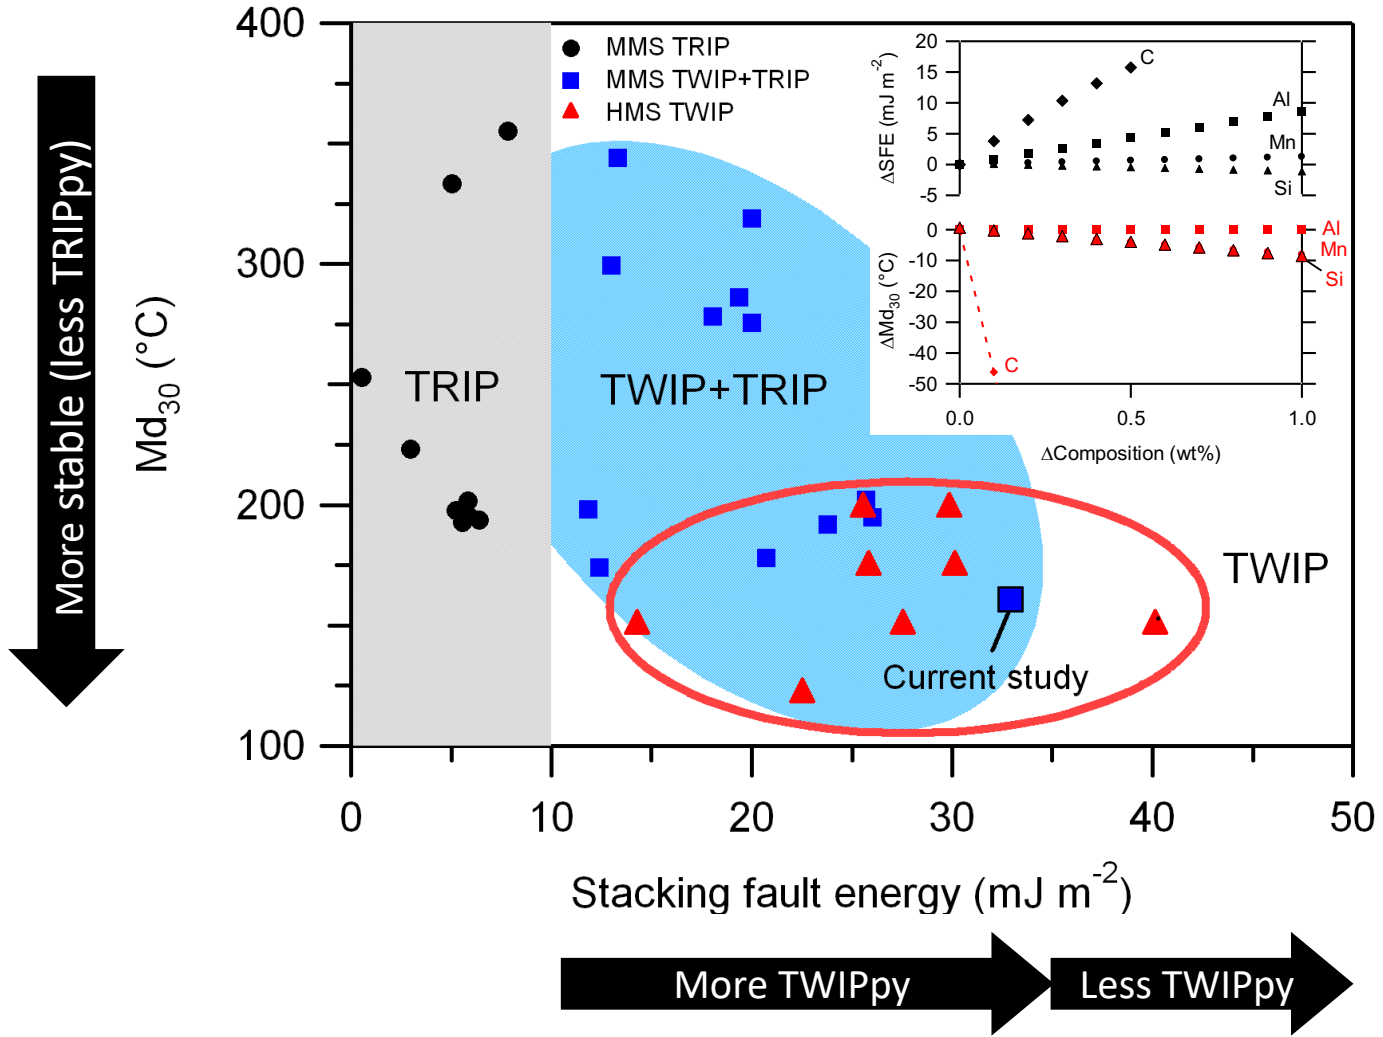 400
300
200
100
0
10
20
30
40
50
Md30 (°C)
Stacking fault energy (mJ m-2)
More stable (less TRIPpy)
More TWIPpy
Less TWIPpy
MMS TRIP
MMS TWIP+TRIP
HMS TWIP
TRIP
TWIP+TRIP
TWIP
Current study
20
15
10
5
0
-5
ΔSFE (mJ m-2)
C
Al
Mn
Si
0
-10
-20
-30
-40
-50
ΔMd30 (°C)
Al
Mn
Si
C
0.0
0.5
1.0
ΔComposition (wt%)